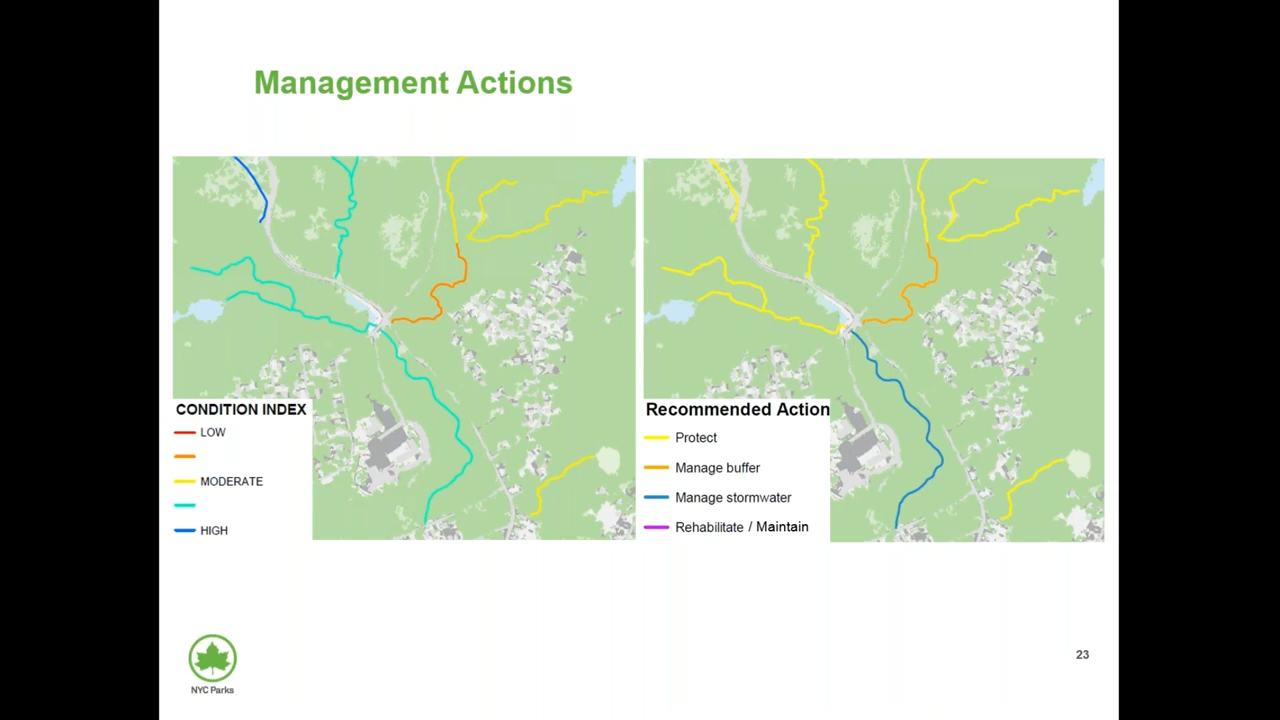 Management Actions
CONDITION INDEX
LOW
MODERATE
HIGH
Recommended Action
Protect
Manage buffer
Manage stormwater
Rehabilitate / Maintain
NYC Parks
23